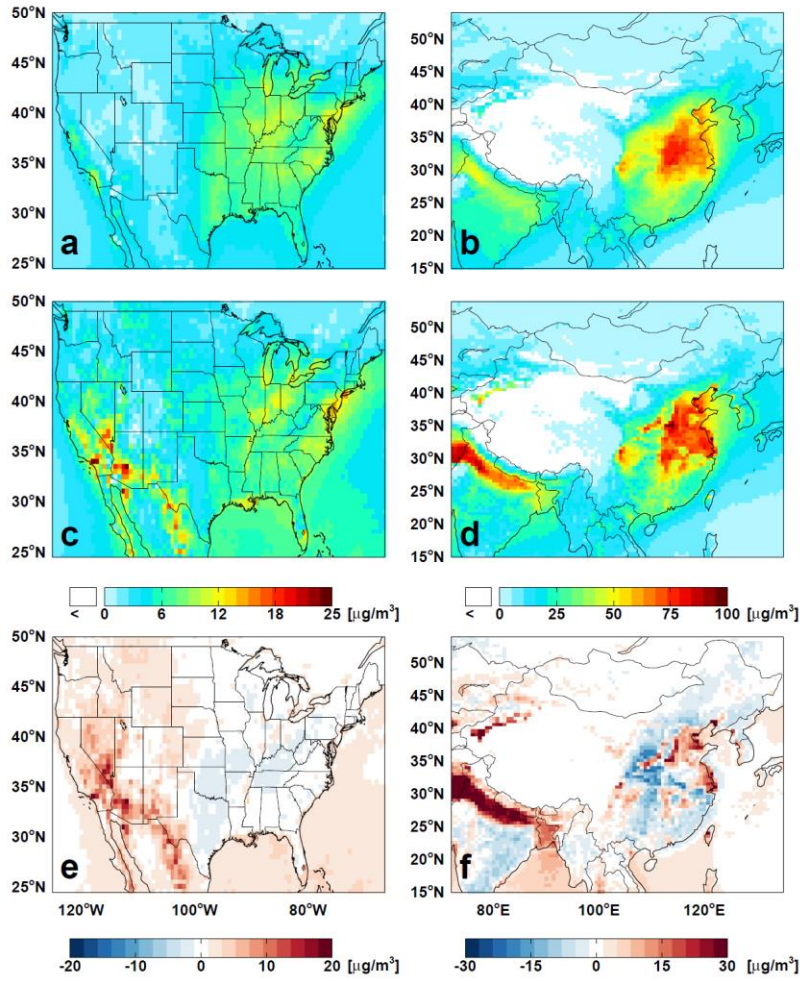 50°N
45°N
40°N
35°N
30°N
25°N
a
50°N
45°N
40°N
35°N
30°N
25°N
20°N
15°N
b
50°N
45°N
40°N
35°N
30°N
25°N
c
50°N
45°N
40°N
35°N
30°N
25°N
20°N
15°N
d
< 0 6 12 18 25 [µg/m³]
< 0 25 50 75 100 [µg/m³]
50°N
45°N
40°N
35°N
30°N
25°N
e
120°W 100°W 80°W
50°N
45°N
40°N
35°N
30°N
25°N
20°N
15°N
f
80°E 100°E 120°E
-20 -10 0 10 20 [µg/m³]
-30 -15 0 15 30 [µg/m³]